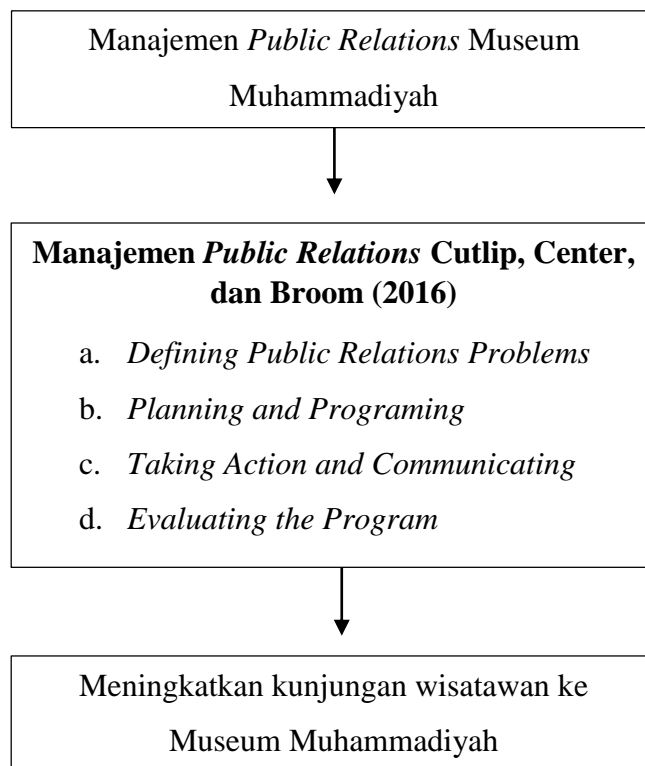 Manajemen Public Relations Museum
Muhammadiyah
Manajemen Public Relations Cutlip, Center,
dan Broom (2016)
a. Defining Public Relations Problems
b. Planning and Programing
c. Taking Action and Communicating
d. Evaluating the Program
Meningkatkan kunjungan wisatawan ke
Museum Muhammadiyah